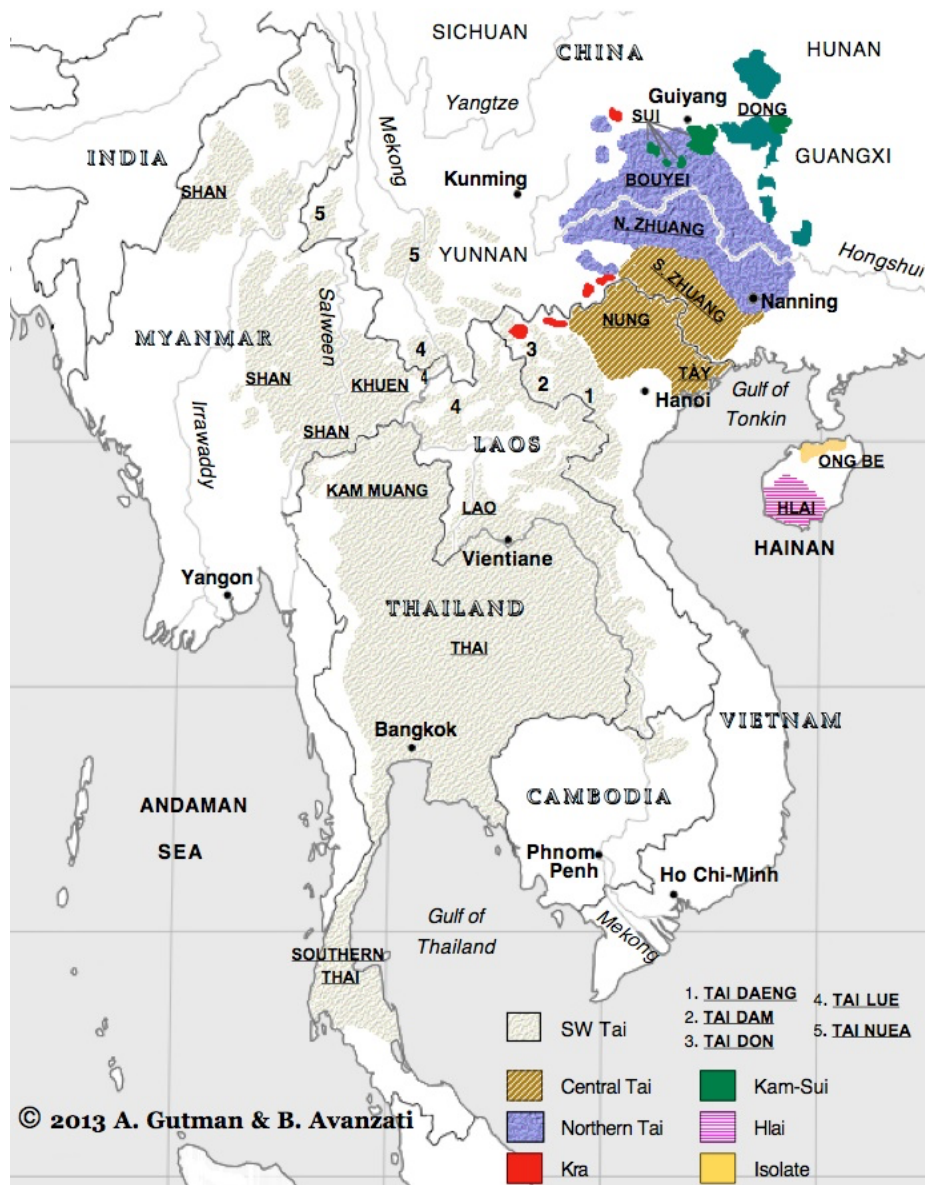 SICHUAN
CHINA
HUNAN
Yangtze
Guiyang
SUI
DONG
Mekong
INDIA
GUANGXI
SHAN
Kunming
BOUYEI
5
5
YUNNAN
N. ZHUANG
Hongshui
S. ZHUANG
Salween
Nanning
NUNG
MYANMAR
4
3
SHAN
KHUEN
4
2
TÀY
Gulf of
Tonkin
4
1
Hanoi
Irrawaddy
SHAN
LAOS
ONG BE
KAM MUANG
LAO
HLAI
HAINAN
Vientiane
Yangon
THAILAND
THAI
VIETNAM
Bangkok
ANDAMAN
SEA
CAMBODIA
Phnom
Penh
Ho Chi-Minh
Gulf of
Thailand
Mekong
SOUTHERN
THAI
1. TAI DAENG
2. TAI DAM
3. TAI DON
4. TAI LUE
5. TAI NUEA
SW Tai
Central Tai
Kam-Sui
Northern Tai
Hlai
Kra
Isolate
© 2013 A. Gutman & B. Avanzati